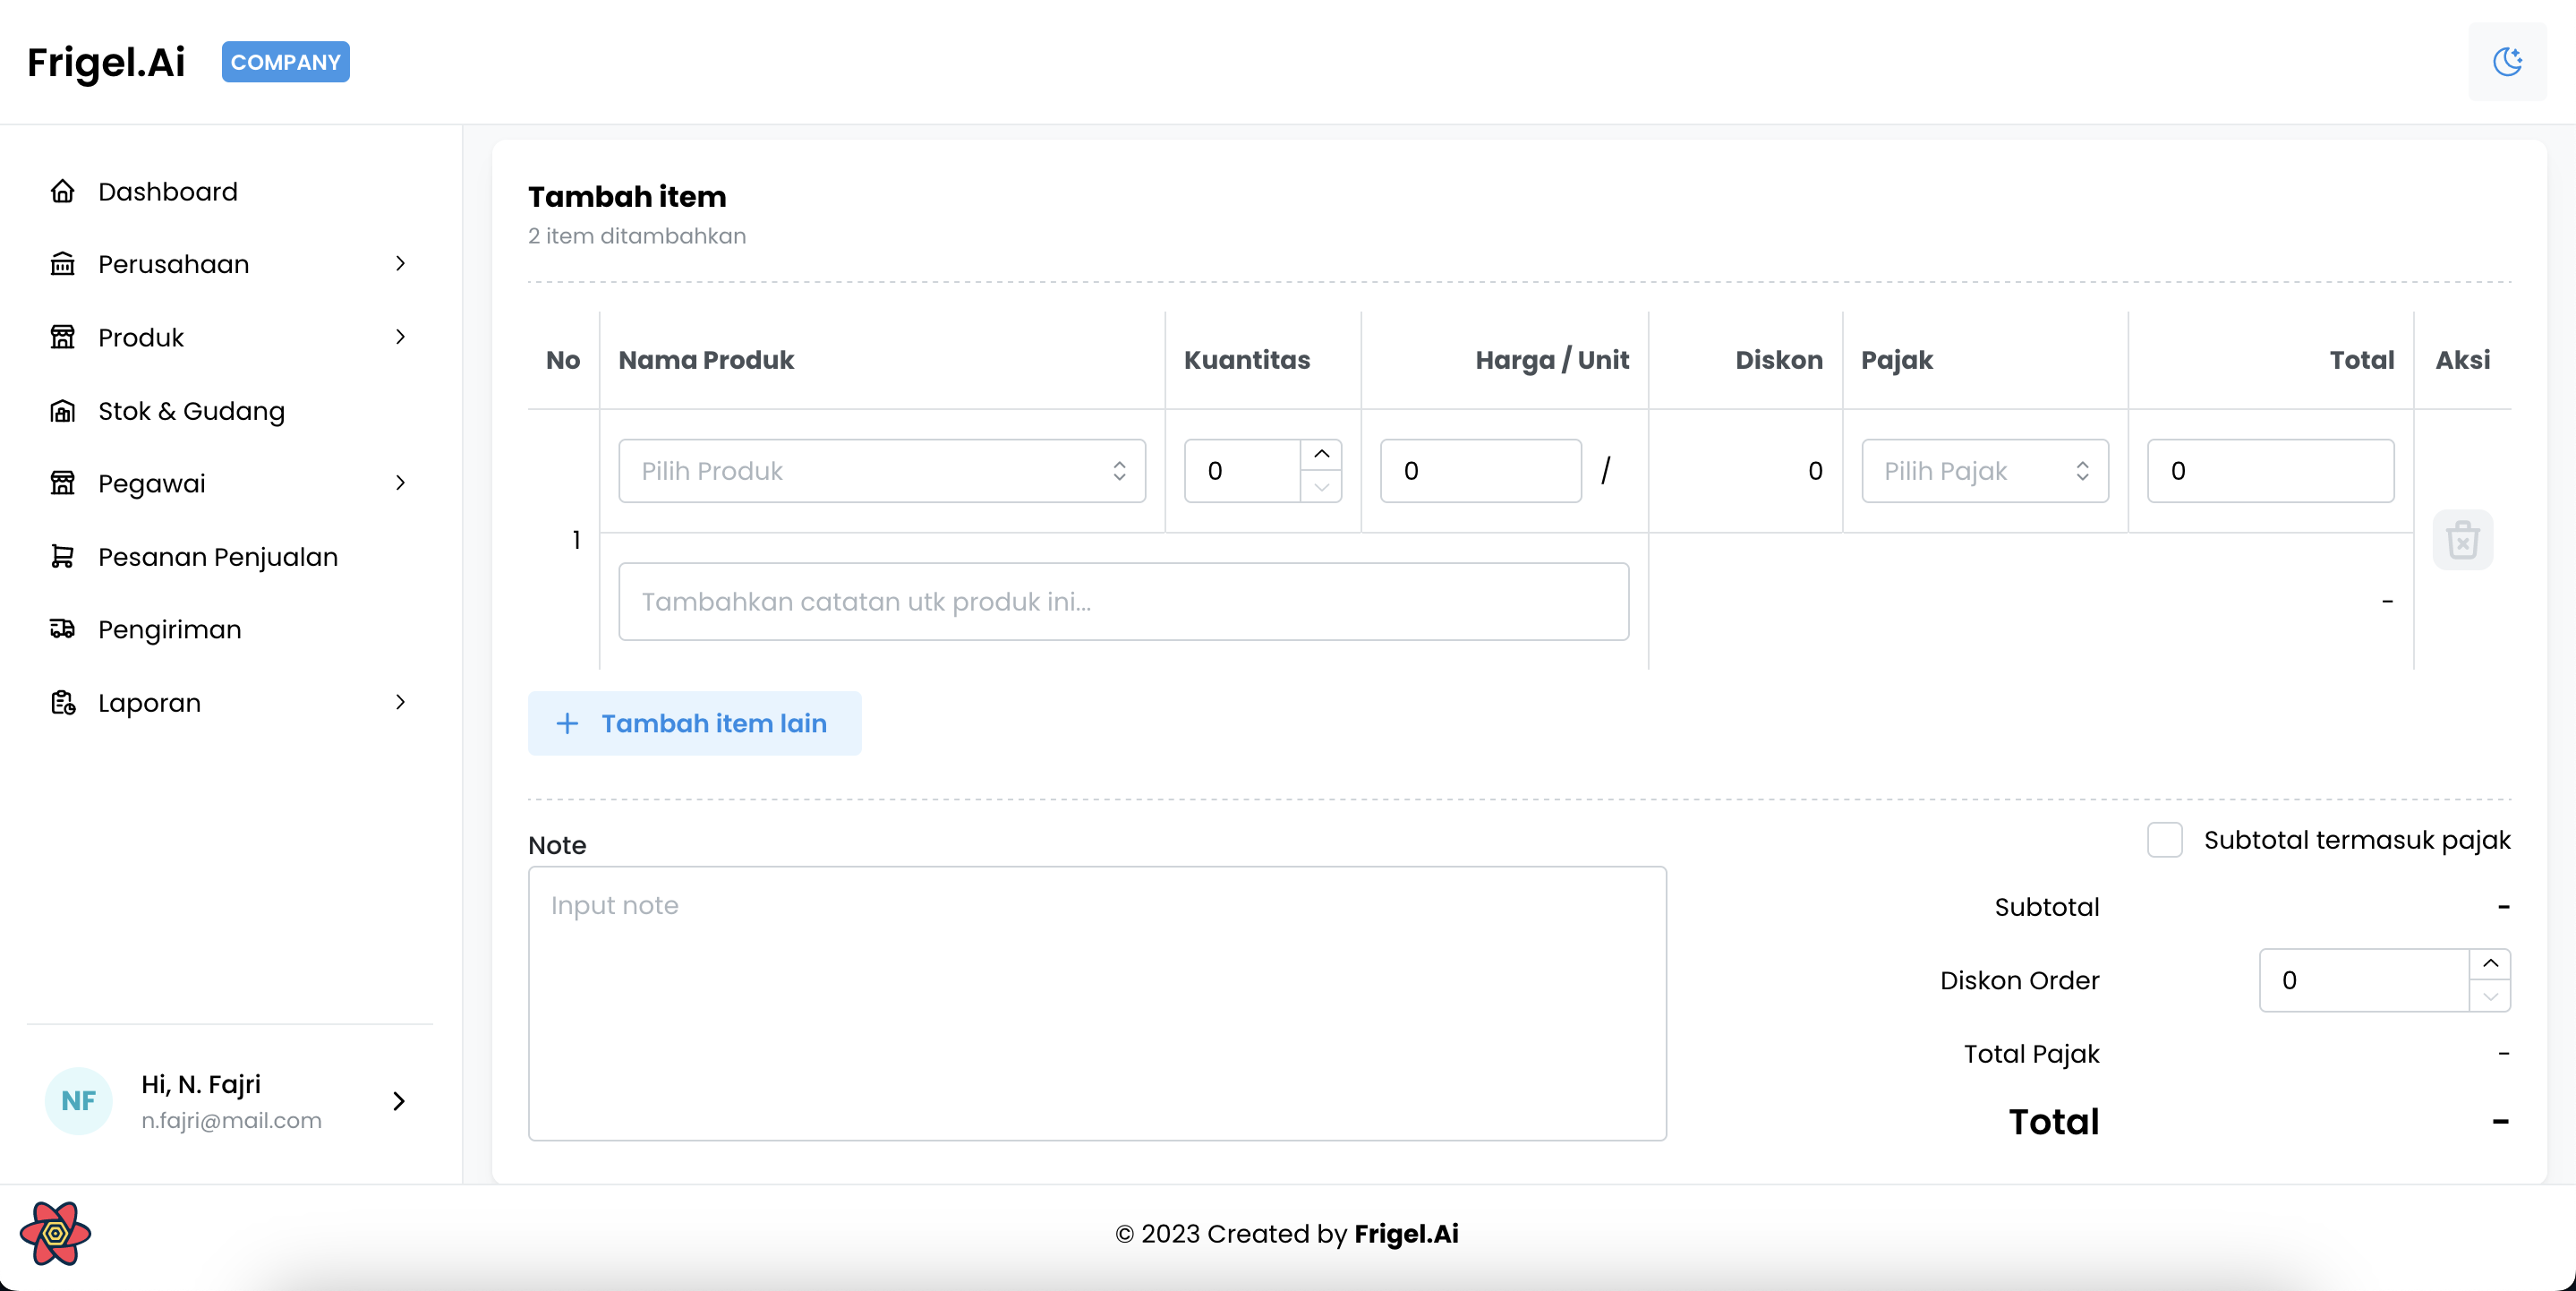 Frigel.Ai COMPANY
Dashboard
Perusahaan
Produk
Stok & Gudang
Pegawai
Pesanan Penjualan
Pengiriman
Laporan
NF
Hi, N. Fajri
n.fajri@mail.com
Tambah item
2 item ditambahkan
No Nama Produk Kuantitas Harga / Unit Diskon Pajak Total Aksi
1 Pilih Produk 0 0 / 0 Pilih Pajak 0
Tambahkan catatan utk produk ini... -
+ Tambah item lain
Note
Input note
Subtotal termasuk pajak
Subtotal -
Diskon Order 0
Total Pajak -
Total -
© 2023 Created by Frigel.Ai